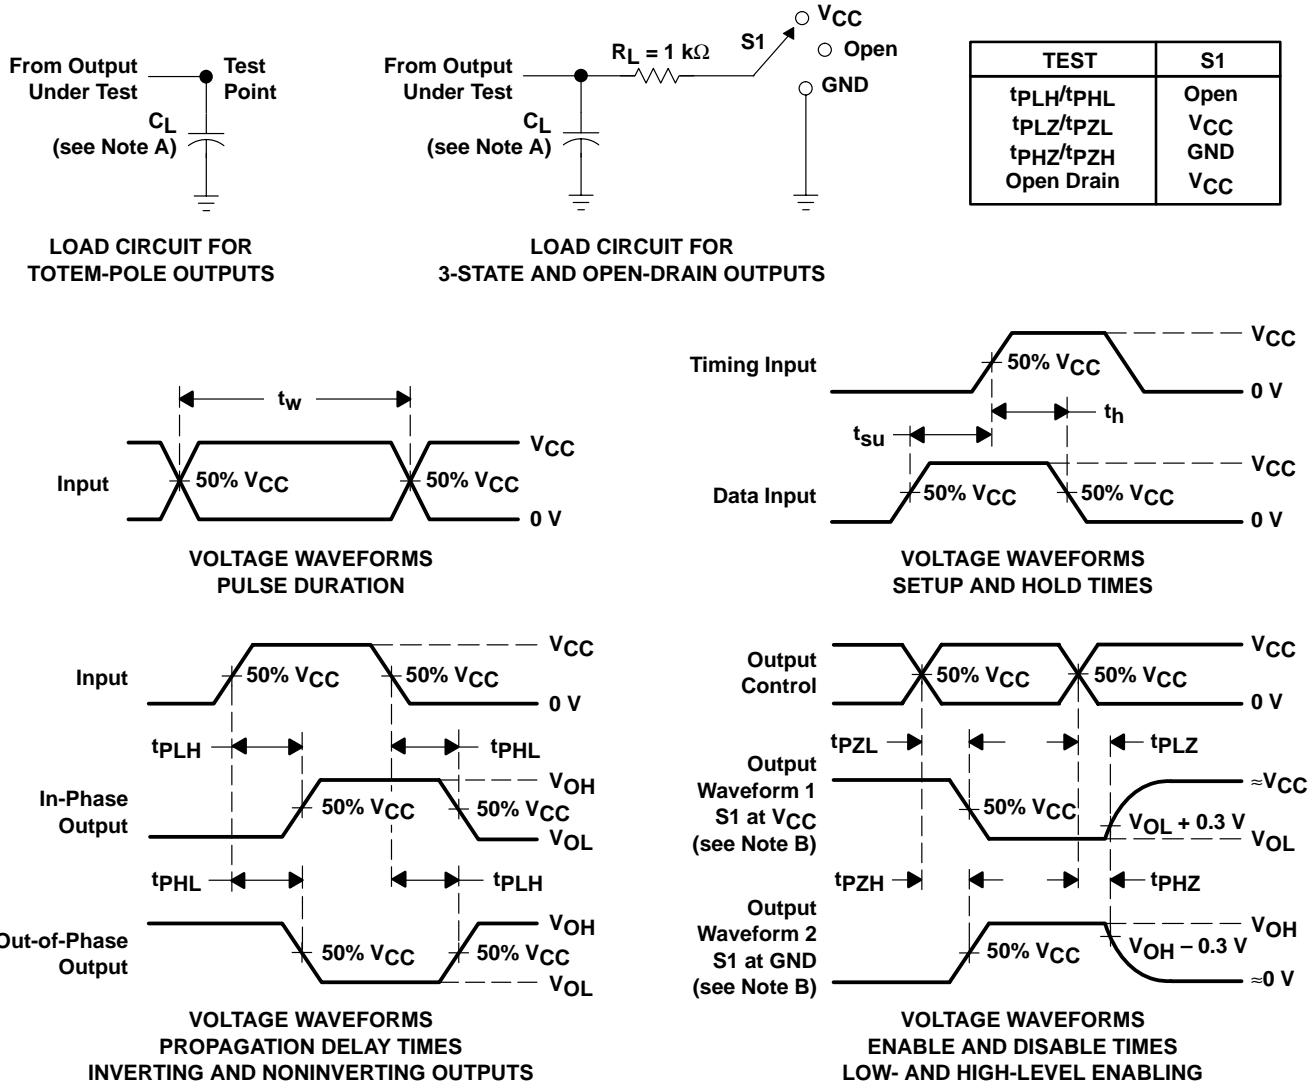 From Output
Under Test
Test
Point
CL
(see Note A)
LOAD CIRCUIT FOR
TOTEM-POLE OUTPUTS
From Output
Under Test
RL = 1 kΩ
S1
VCC
Open
GND
CL
(see Note A)
LOAD CIRCUIT FOR
3-STATE AND OPEN-DRAIN OUTPUTS
TEST S1
tPLH/tPHL Open
tPLZ/tPZL VCC
tPHZ/tPZH GND
Open Drain VCC
tw
Input
50% VCC
50% VCC
VCC
0 V
VOLTAGE WAVEFORMS
PULSE DURATION
Timing Input
50% VCC
VCC
0 V
th
tsu
Data Input
50% VCC
50% VCC
VCC
0 V
VOLTAGE WAVEFORMS
SETUP AND HOLD TIMES
Input
50% VCC
50% VCC
VCC
0 V
tPLH
tPHL
In-Phase
Output
50% VCC
50% VCC
VOH
VOL
tPHL
tPLH
Out-of-Phase
Output
50% VCC
50% VCC
VOH
VOL
VOLTAGE WAVEFORMS
PROPAGATION DELAY TIMES
INVERTING AND NONINVERTING OUTPUTS
Output
Control
50% VCC
50% VCC
VCC
0 V
tPZL
tPLZ
Output
Waveform 1
S1 at VCC
(see Note B)
50% VCC
VOL + 0.3 V
≈VCC
VOL
tPZH
tPHZ
Output
Waveform 2
S1 at GND
(see Note B)
50% VCC
VOH − 0.3 V
VOH
≈0 V
VOLTAGE WAVEFORMS
ENABLE AND DISABLE TIMES
LOW- AND HIGH-LEVEL ENABLING